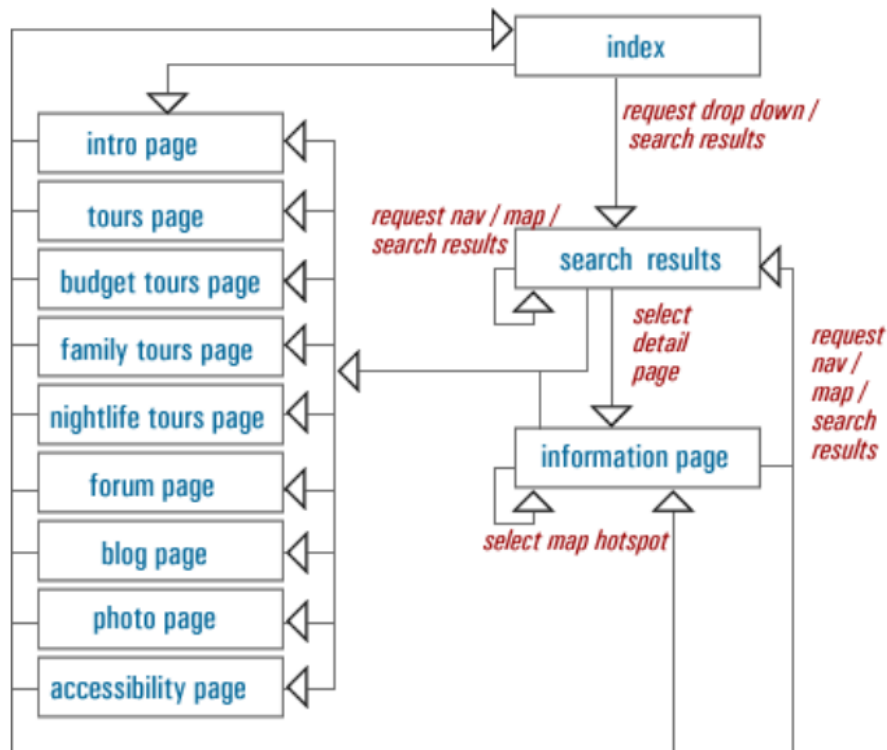 index
request drop down /
search results
intro page
tours page
budget tours page
family tours page
nightlife tours page
forum page
blog page
photo page
accessibility page
request nav / map /
search results
search results
select
detail
page
request
nav /
map /
search
results
information page
select map hotspot